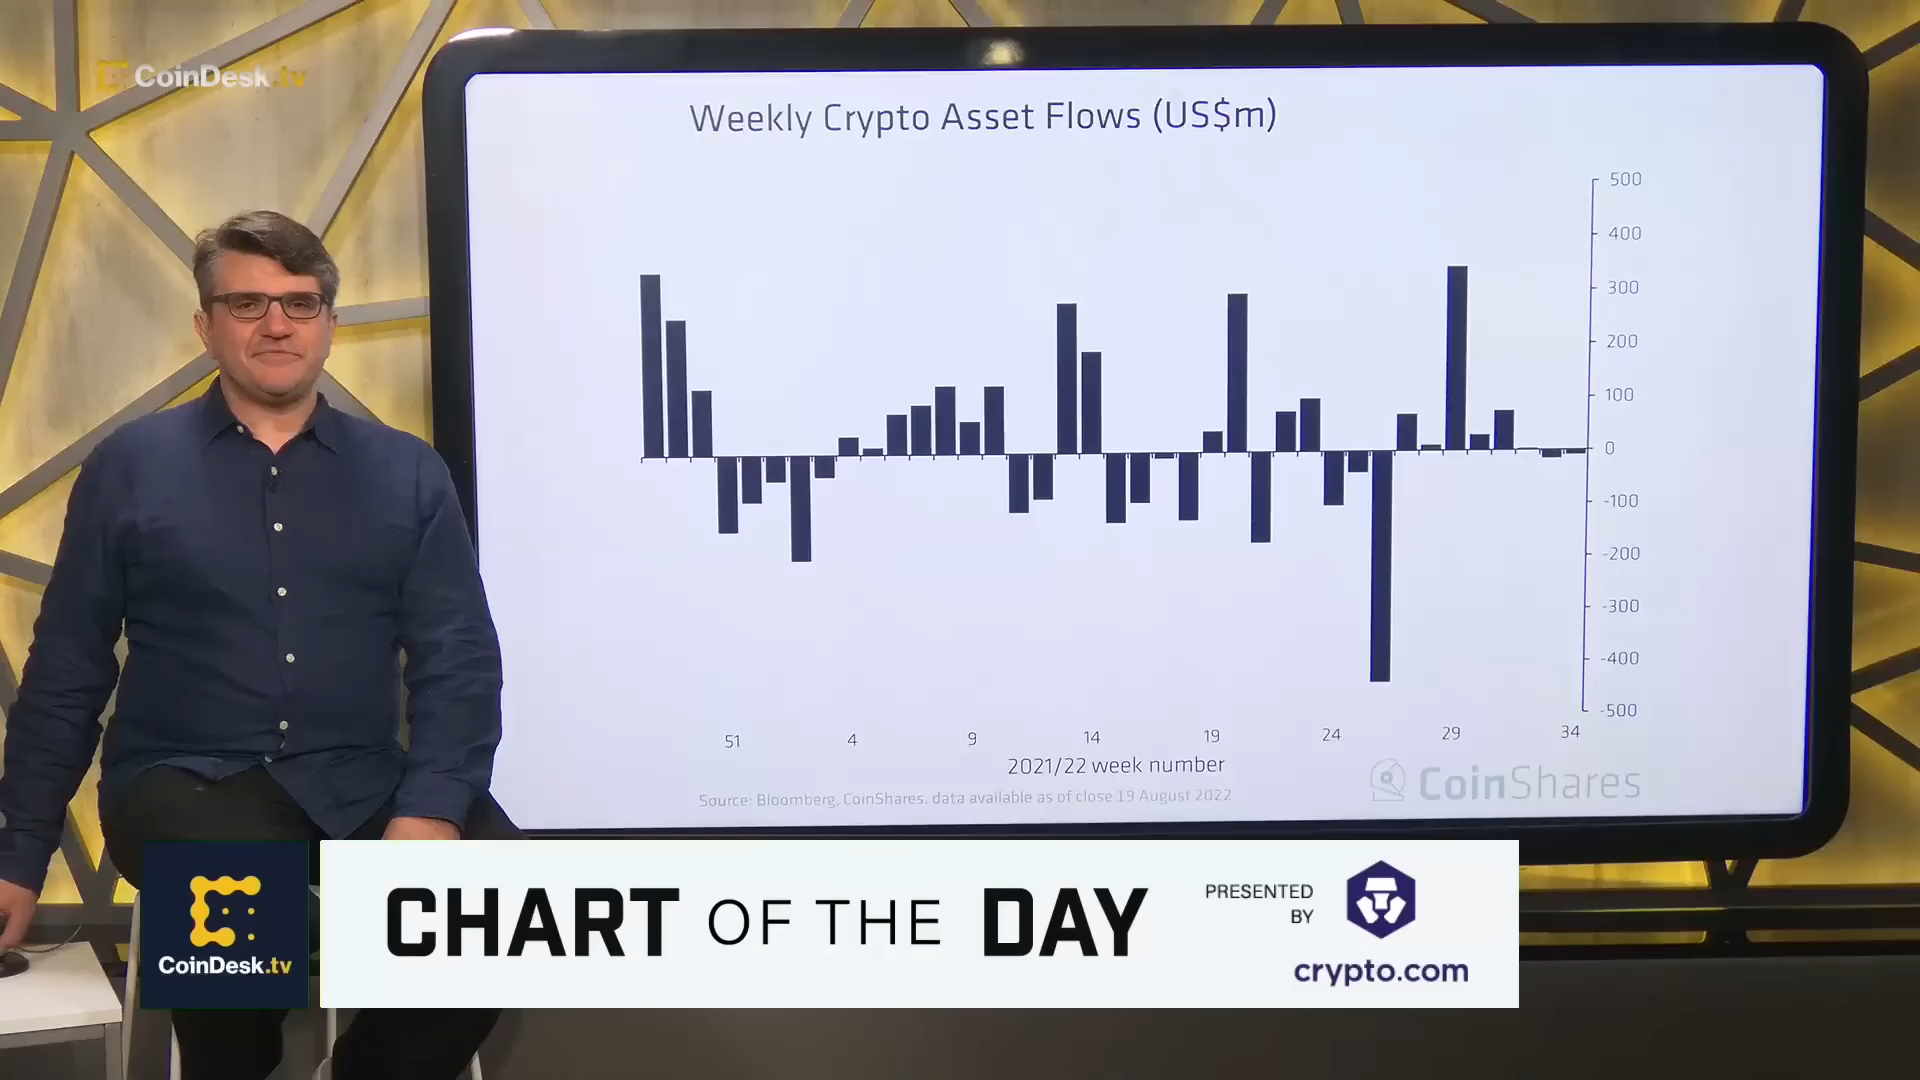 CoinDesk.tv
Weekly Crypto Asset Flows (US$m)
500
400
300
200
100
0
-100
-200
-300
-400
-500
51
4
9
14
19
24
29
34
2021/22 week number
Source: Bloomberg, CoinShares, data available as of close 19 August 2022
CoinShares
CoinDesk.tv
CHART OF THE DAY
PRESENTED
BY
crypto.com